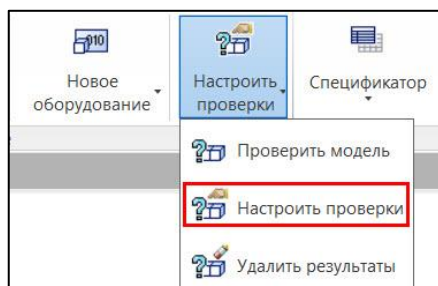 Новое
оборудование
Настроить
проверки
Спецификатор
Проверить модель
Настроить проверки
Удалить результаты